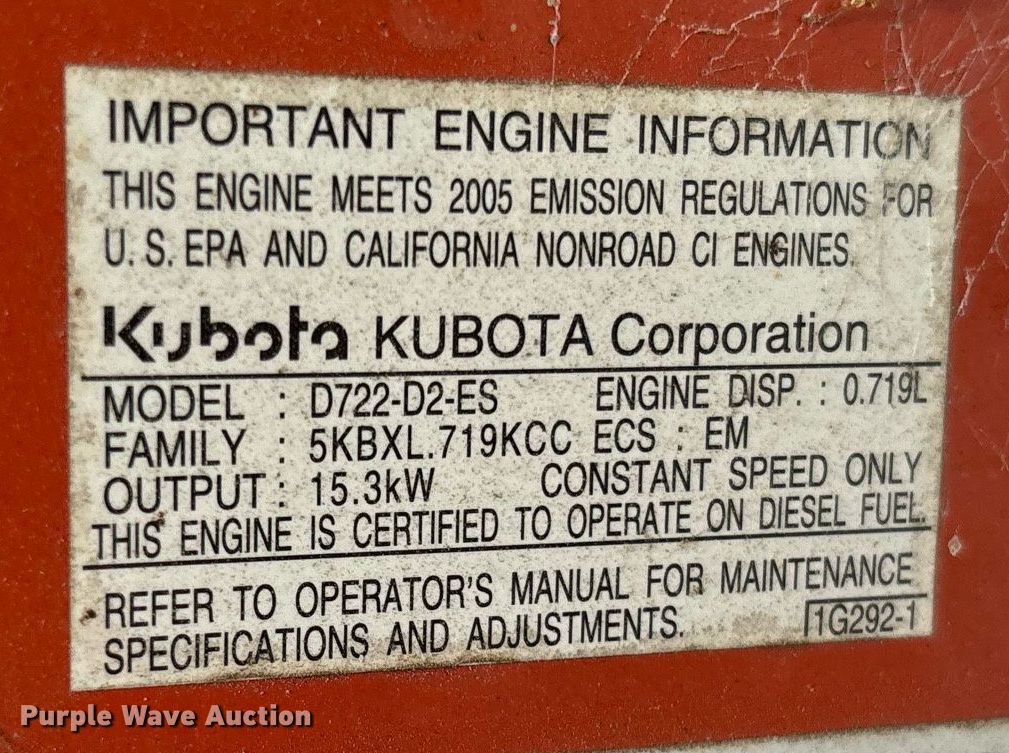 IMPORTANT ENGINE INFORMATION
THIS ENGINE MEETS 2005 EMISSION REGULATIONS FOR
U.S. EPA AND CALIFORNIA NONROAD CI ENGINES.
Kubota KUBOTA Corporation
MODEL : D722-D2-ES ENGINE DISP. : 0.719L
FAMILY : 5KBXL.719KCC ECS : EM
OUTPUT : 15.3kW CONSTANT SPEED ONLY
THIS ENGINE IS CERTIFIED TO OPERATE ON DIESEL FUEL.
REFER TO OPERATOR'S MANUAL FOR MAINTENANCE
SPECIFICATIONS AND ADJUSTMENTS. 1G292-1
Purple Wave Auction